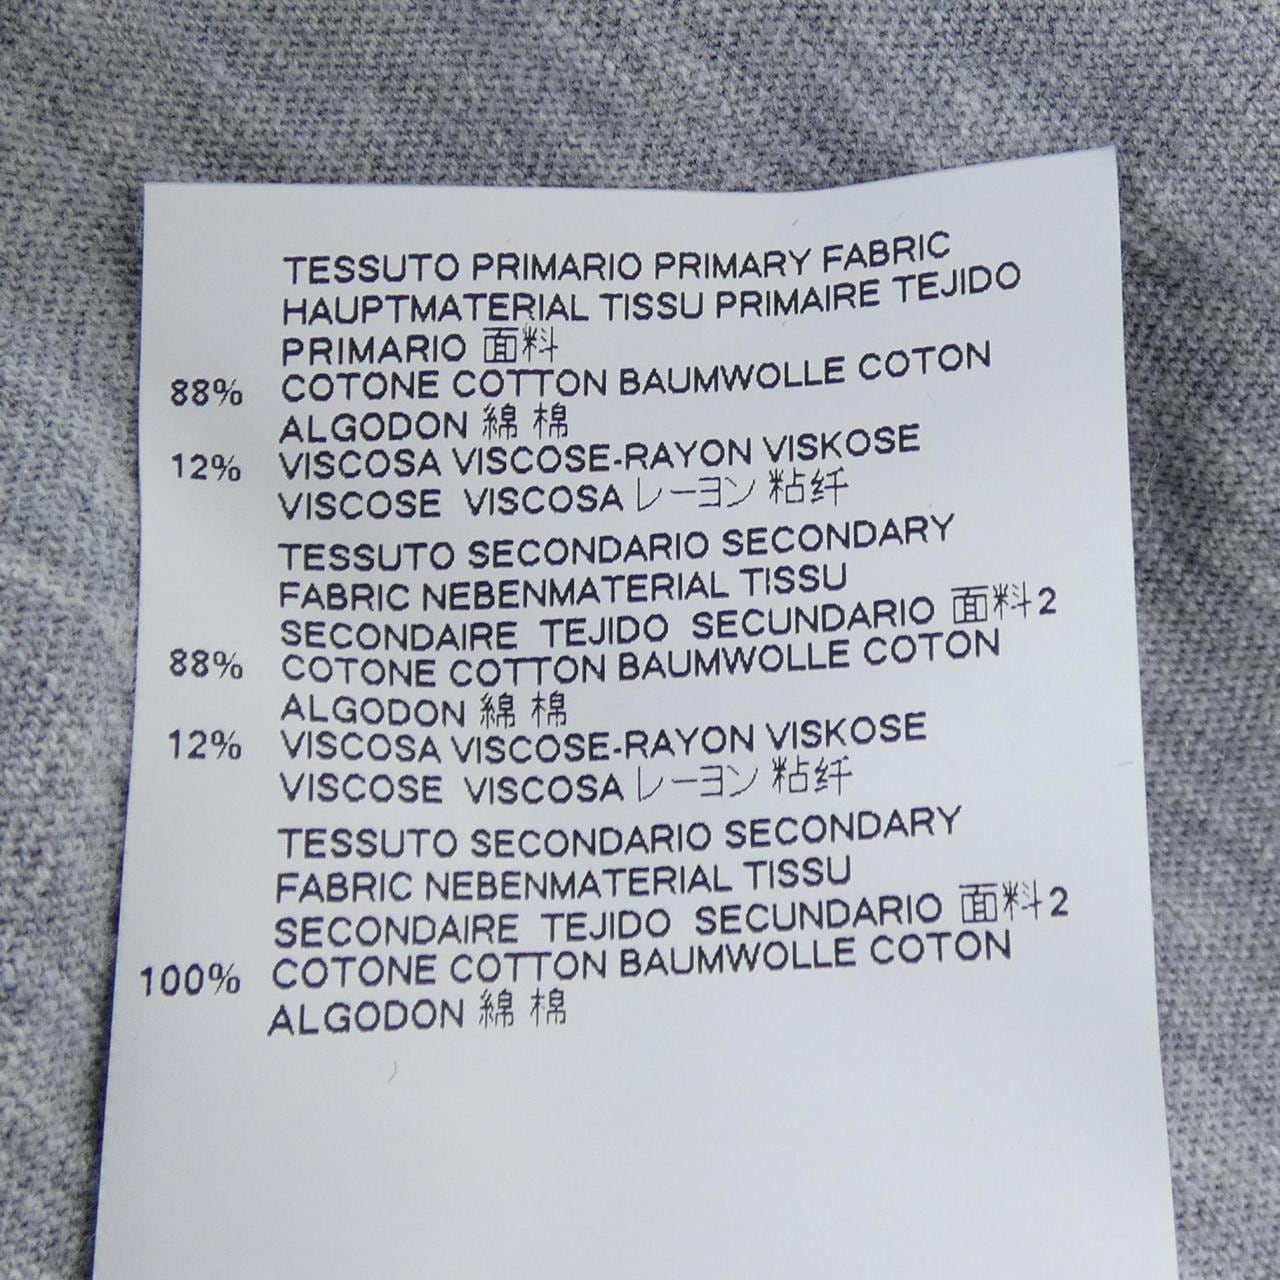 TESSUTO PRIMARIO PRIMARY FABRIC
HAUPTMATERIAL TISSU PRIMAIRE TEJIDO
PRIMARIO 面料
88% COTONE COTTON BAUMWOLLE COTON
ALGODON 綿 棉
12% VISCOSA VISCOSE-RAYON VISKOSE
VISCOSE VISCOSA レーヨン 粘纤
TESSUTO SECONDARIO SECONDARY
FABRIC NEBENMATERIAL TISSU
SECONDAIRE TEJIDO SECUNDARIO 面料2
88% COTONE COTTON BAUMWOLLE COTON
ALGODON 綿 棉
12% VISCOSA VISCOSE-RAYON VISKOSE
VISCOSE VISCOSA レーヨン 粘纤
TESSUTO SECONDARIO SECONDARY
FABRIC NEBENMATERIAL TISSU
SECONDAIRE TEJIDO SECUNDARIO 面料2
100% COTONE COTTON BAUMWOLLE COTON
ALGODON 綿 棉